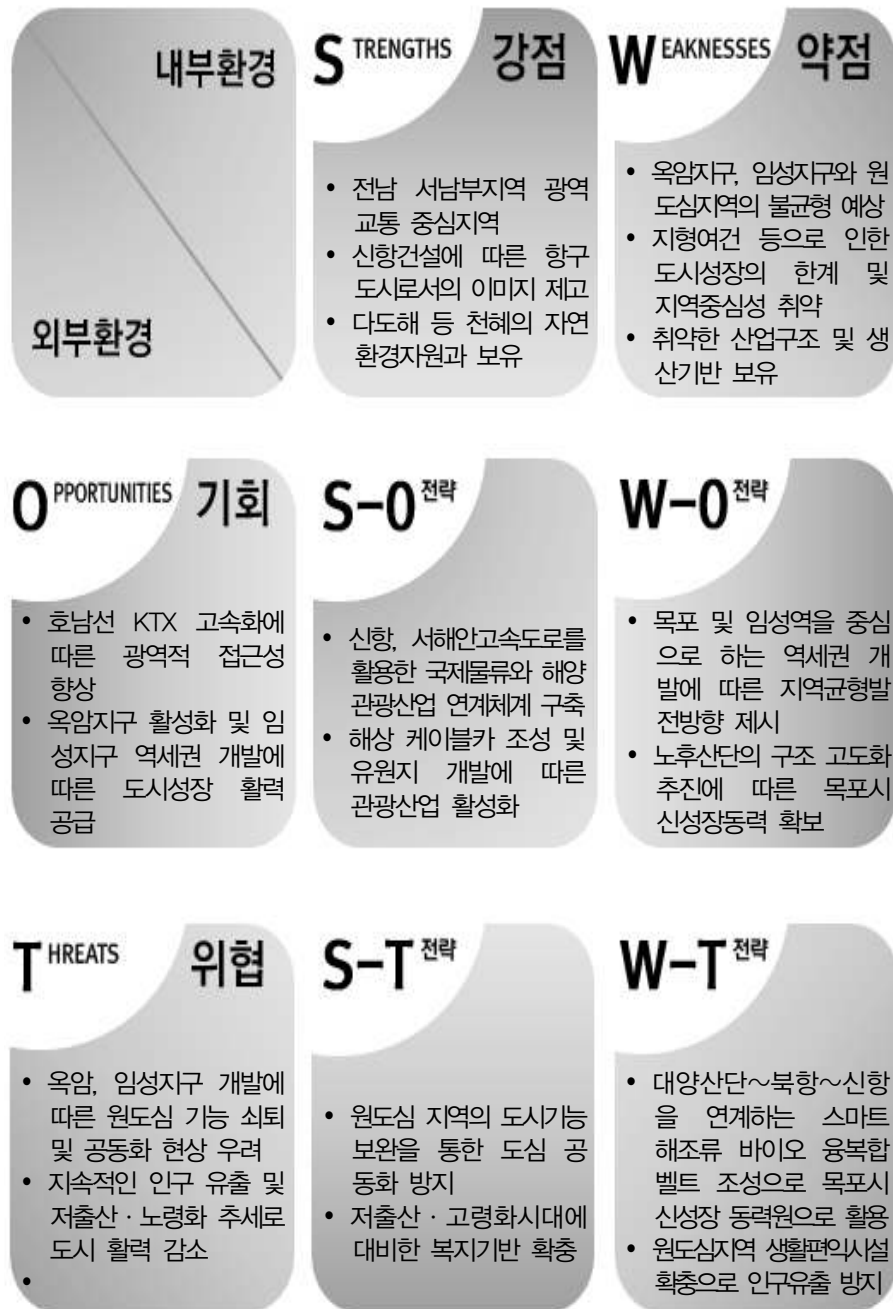 내부환경
외부환경
STRENGTHS 강점
• 전남 서남부지역 광역
교통 중심지역
• 신항건설에 따른 항구
도시로서의 이미지 제고
• 다도해 등 천혜의 자연
환경자원과 보유
WEAKNESSES 약점
• 옥암지구, 임성지구와 원
도심지역의 불균형 예상
• 지형여건 등으로 인한
도시성장의 한계 및
지역중심성 취약
• 취약한 산업구조 및 생
산기반 보유
OPPORTUNITIES 기회
• 호남선 KTX 고속화에
따른 광역적 접근성
향상
• 옥암지구 활성화 및 임
성지구 역세권 개발에
따른 도시성장 활력
공급
S-O 전략
• 신항, 서해안고속도로를
활용한 국제물류와 해양
관광산업 연계체계 구축
• 해상 케이블카 조성 및
유원지 개발에 따른
관광산업 활성화
W-O 전략
• 목포 및 임성역을 중심
으로 하는 역세권 개
발에 따른 지역균형발
전방향 제시
• 노후산단의 구조 고도화
추진에 따른 목포시
신성장동력 확보
THREATS 위협
• 옥암, 임성지구 개발에
따른 원도심 기능 쇠퇴
및 공동화 현상 우려
• 지속적인 인구 유출 및
저출산 · 노령화 추세로
도시 활력 감소
•
S-T 전략
• 원도심 지역의 도시기능
보완을 통한 도심 공
동화 방지
• 저출산 · 고령화시대에
대비한 복지기반 확충
W-T 전략
• 대양산단~북항~신항
을 연계하는 스마트
해조류 바이오 융복합
벨트 조성으로 목포시
신성장 동력원으로 활용
• 원도심지역 생활편익시설
확충으로 인구유출 방지